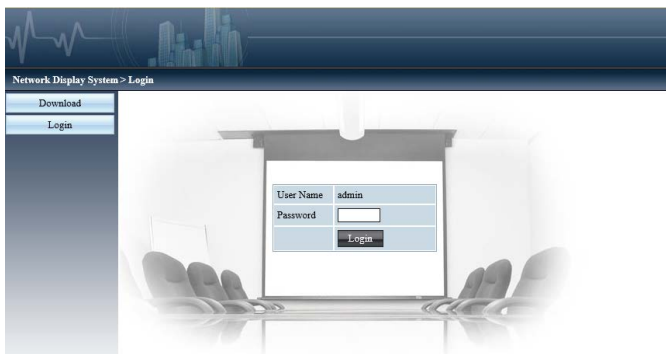 Network Display System > Login
Download
Login
User Name admin
Password
Login